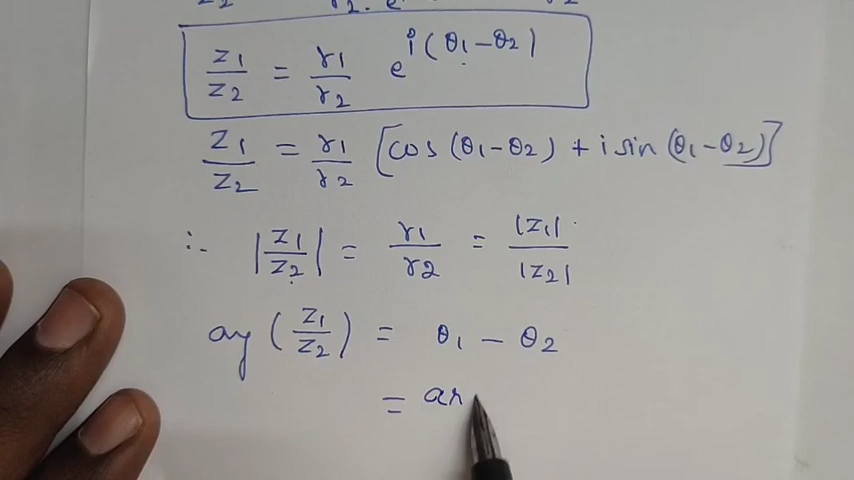 z1/z2 = r1/r2 e^i(θ1-θ2)
z1/z2 = r1/r2 [cos (θ1-θ2) + i sin (θ1-θ2)]
∴ |z1/z2| = r1/r2 = |z1|/|z2|
arg (z1/z2) = θ1 - θ2
= ar